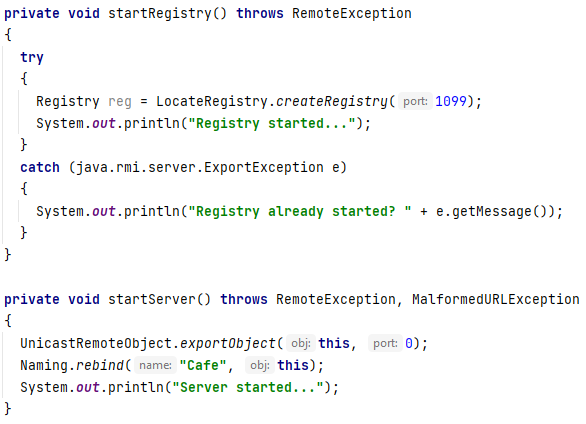 private void startRegistry() throws RemoteException
{
try
{
Registry reg = LocateRegistry.createRegistry( port: 1099);
System.out.println("Registry started...");
}
catch (java.rmi.server.ExportException e)
{
System.out.println("Registry already started? " + e.getMessage());
}
}
private void startServer() throws RemoteException, MalformedURLException
{
UnicastRemoteObject.exportObject( obj: this, port: 0);
Naming.rebind( name: "Cafe", obj: this);
System.out.println("Server started...");
}